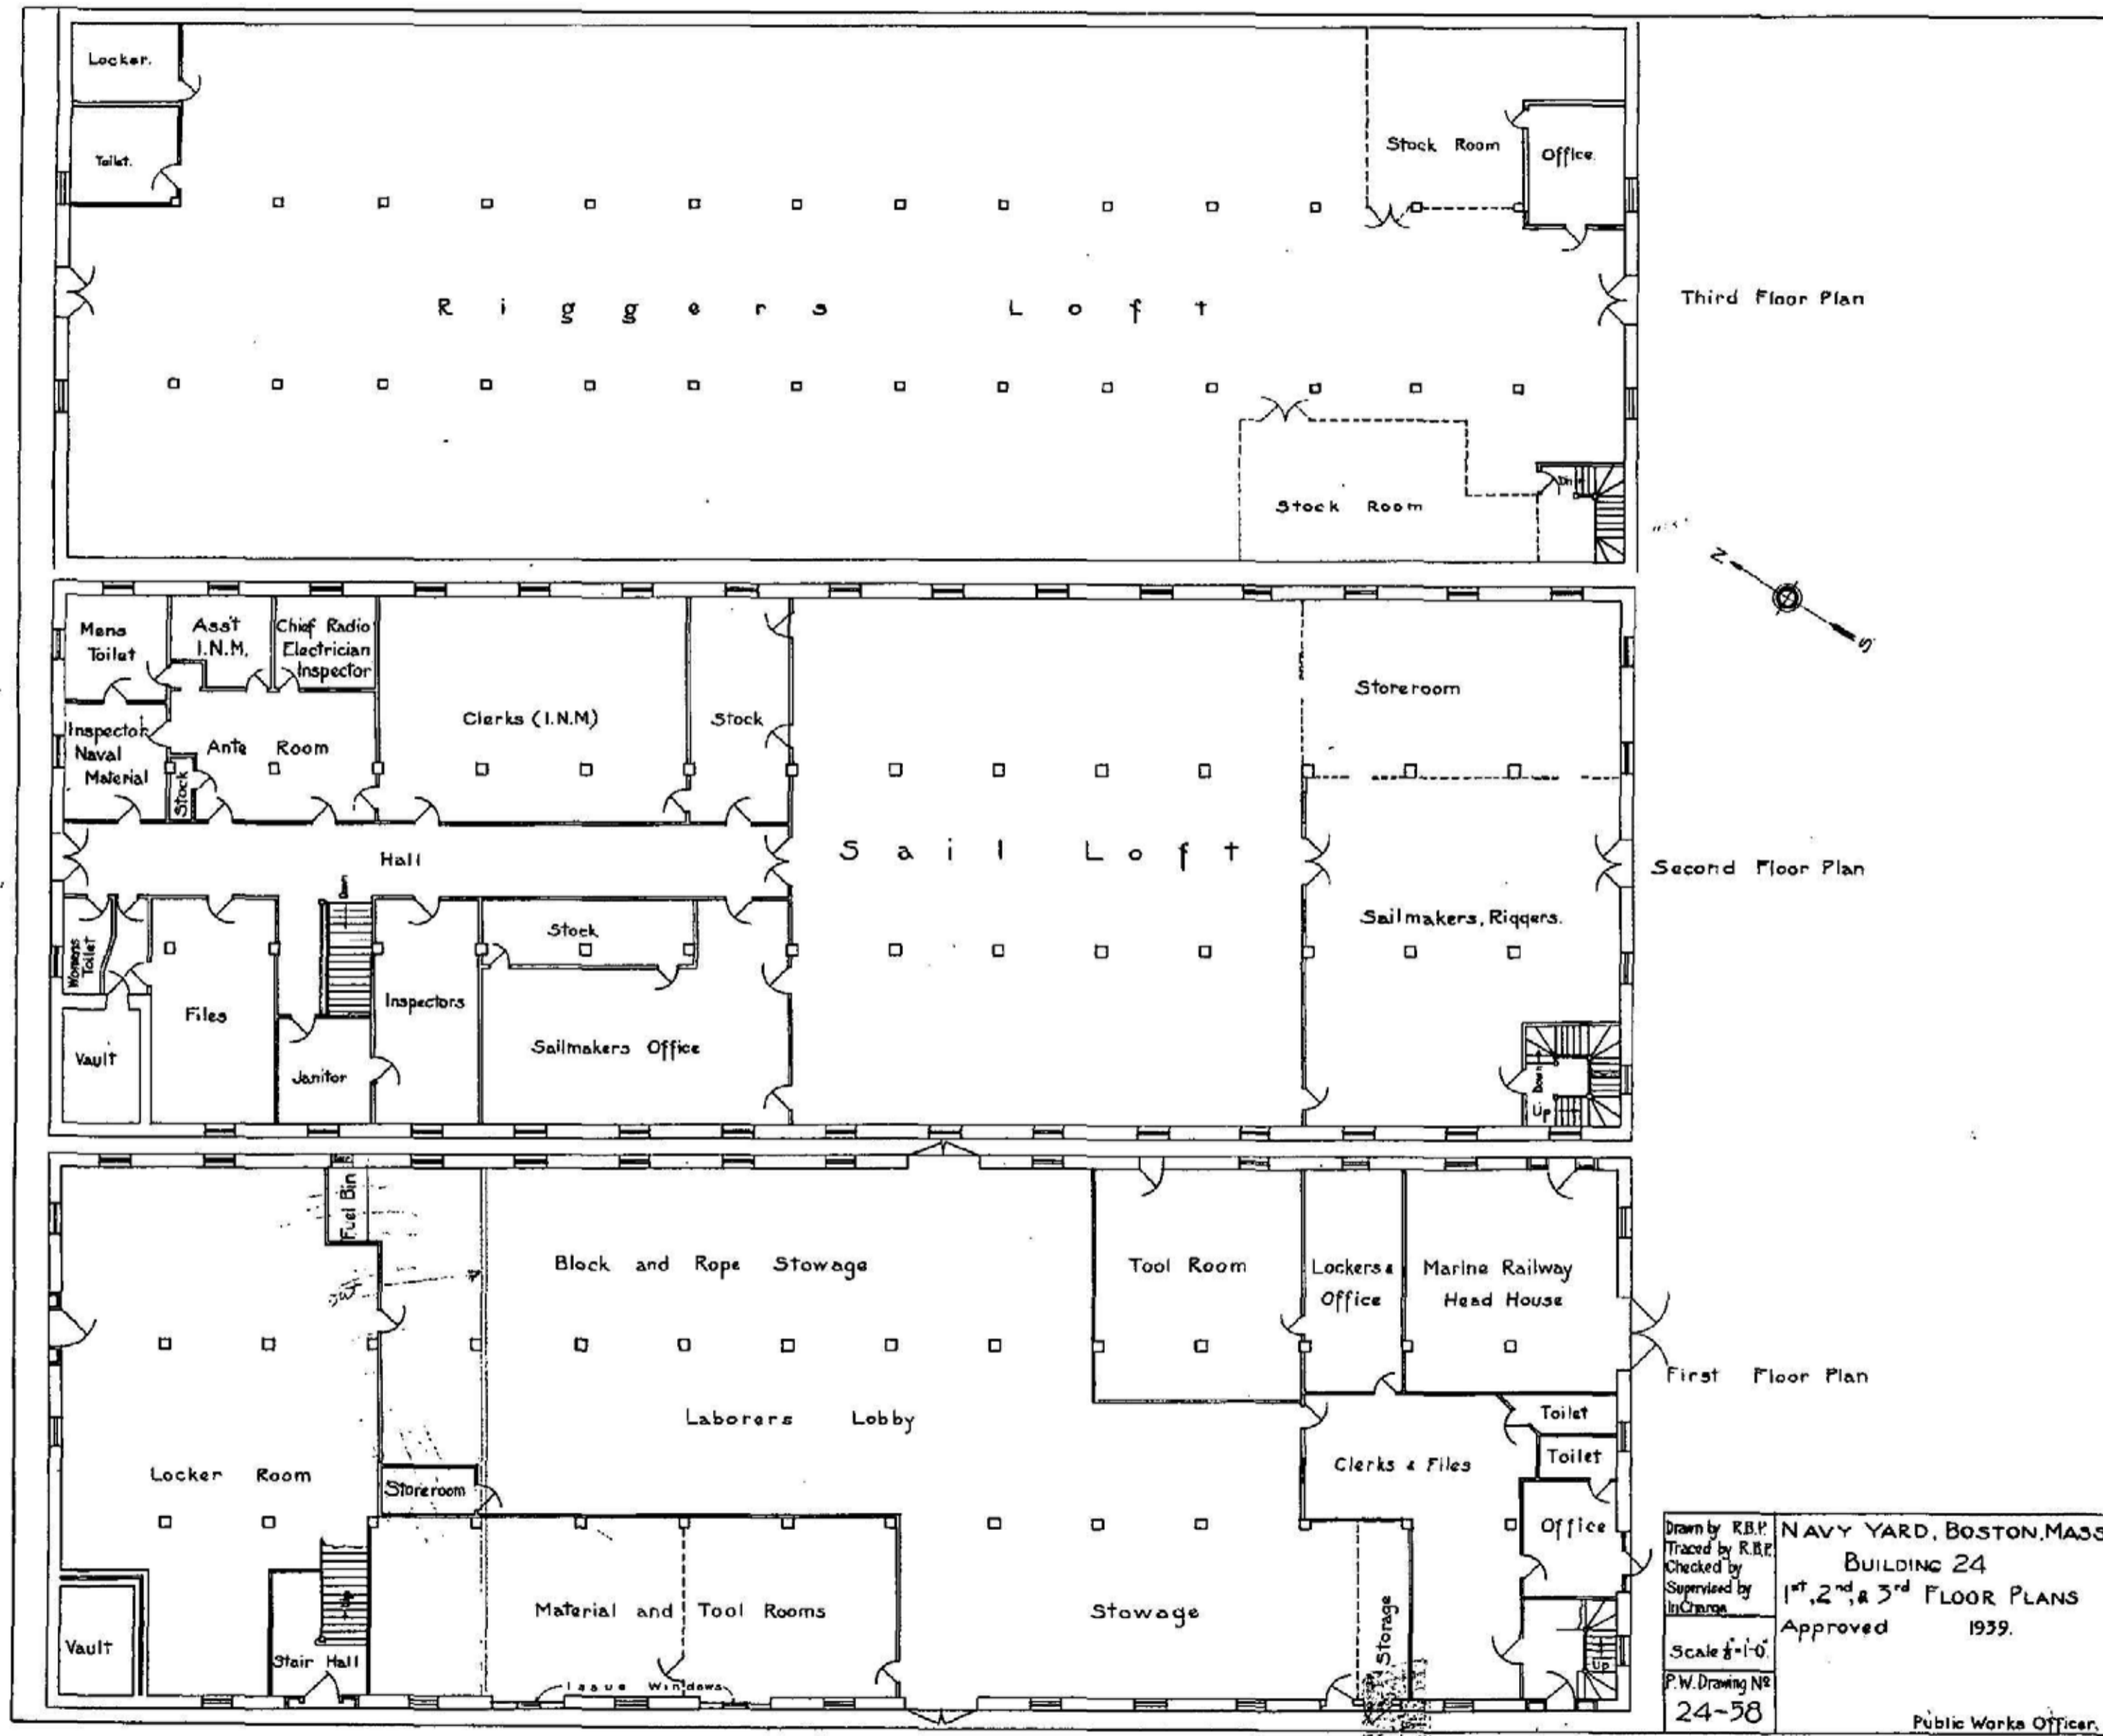 Locker.
Toilet.
Stock Room
Office.
Riggers Loft
Third Floor Plan
Stock Room
Dn
N
S
Mens
Toilet
Ass't
I.N.M.
Chief Radio
Electrician
Inspector
Clerks (I.N.M)
Stock
Storeroom
Inspector
Naval
Material
Stock
Ante Room
Hall
Sail Loft
Second Floor Plan
Down
Womens
Toilet
Files
Vault
Janitor
Inspectors
Stock
Sailmakers Office
Sailmakers, Riggers.
Down
Up
Fuel Bin
Block and Rope Stowage
Tool Room
Lockers &
Office
Marine Railway
Head House
First Floor Plan
Laborers Lobby
Toilet
Toilet
Clerks & Files
Locker Room
Storeroom
Office
Up
Material and Tool Rooms
Stowage
Storage
Vault
Stair Hall
Issue Windows
Up
Drawn by R.B.P.
Traced by R.B.P.
Checked by
Supervised by
In Charge
Scale ⅛"=1'-0"
P.W. Drawing Nº
24-58
NAVY YARD, BOSTON, MASS
BUILDING 24
1st, 2nd, & 3rd FLOOR PLANS
Approved 1939.
Public Works Officer.